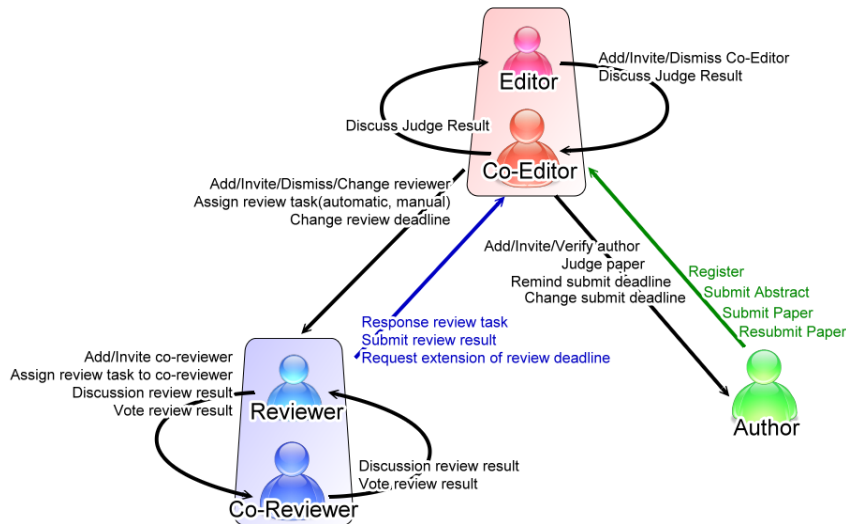 Editor
Add/Invite/Dismiss Co-Editor
Discuss Judge Result
Discuss Judge Result
Co-Editor
Add/Invite/Dismiss/Change reviewer
Assign review task(automatic, manual)
Change review deadline
Add/Invite/Verify author
Judge paper
Remind submit deadline
Change submit deadline
Register
Submit Abstract
Submit Paper
Resubmit Paper
Response review task
Submit review result
Request extension of review deadline
Add/Invite co-reviewer
Assign review task to co-reviewer
Discussion review result
Vote review result
Reviewer
Author
Discussion review result
Vote review result
Co-Reviewer